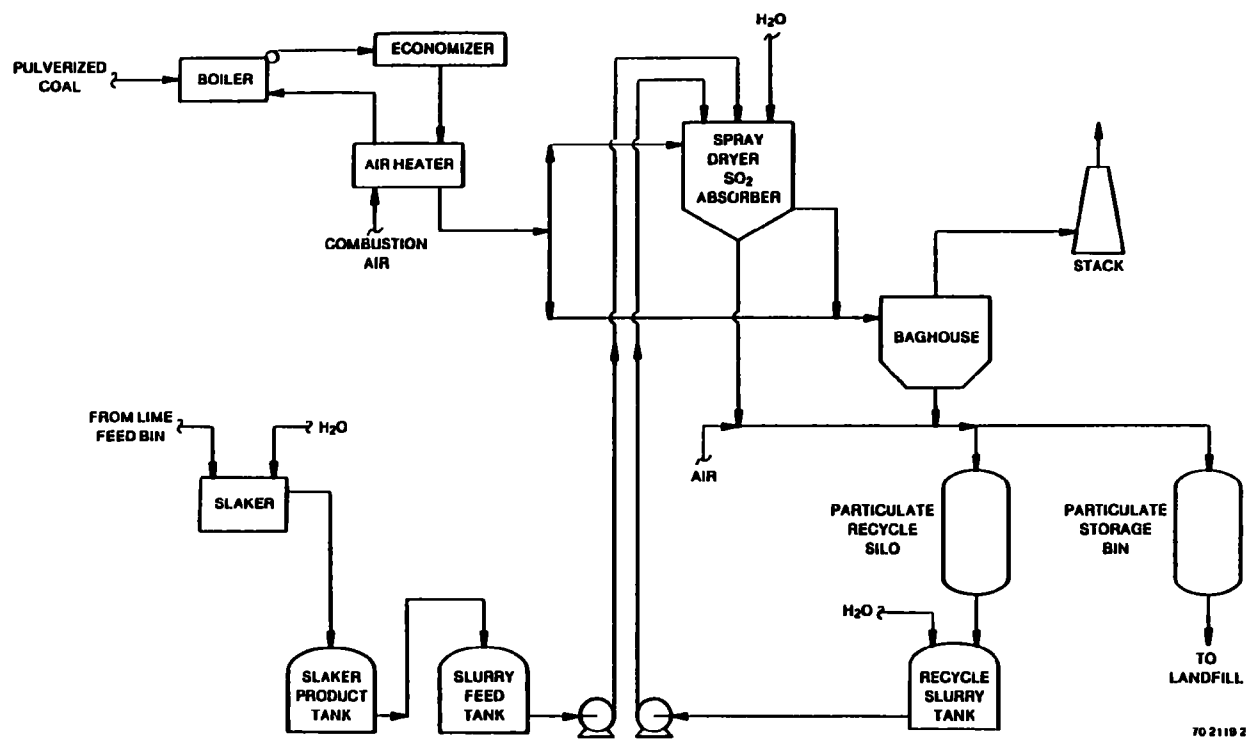 PULVERIZED
COAL
BOILER
ECONOMIZER
AIR HEATER
COMBUSTION
AIR
H₂O
SPRAY
DRYER
SO₂
ABSORBER
STACK
BAGHOUSE
FROM LIME
FEED BIN
H₂O
SLAKER
AIR
PARTICULATE
RECYCLE
SILO
PARTICULATE
STORAGE
BIN
H₂O
SLAKER
PRODUCT
TANK
SLURRY
FEED
TANK
RECYCLE
SLURRY
TANK
TO
LANDFILL
70 2119 2